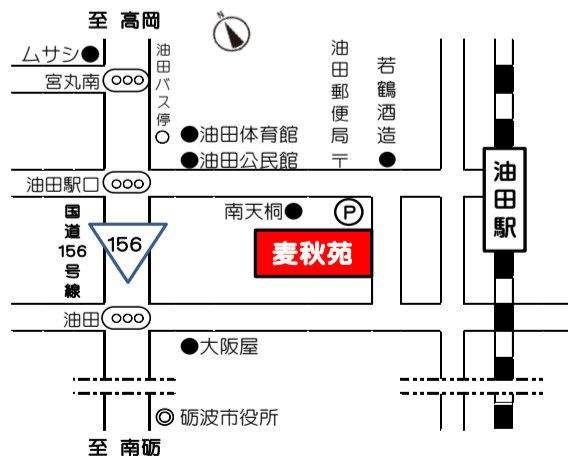 至 高岡
N
ムサシ
宮丸南
油田バス停
油田体育館
油田公民館
油田郵便局
〒
若鶴酒造
油田駅口
南天桐
P
国道156号線
156
麦秋苑
油田駅
油田
大阪屋
砺波市役所
至 南砺